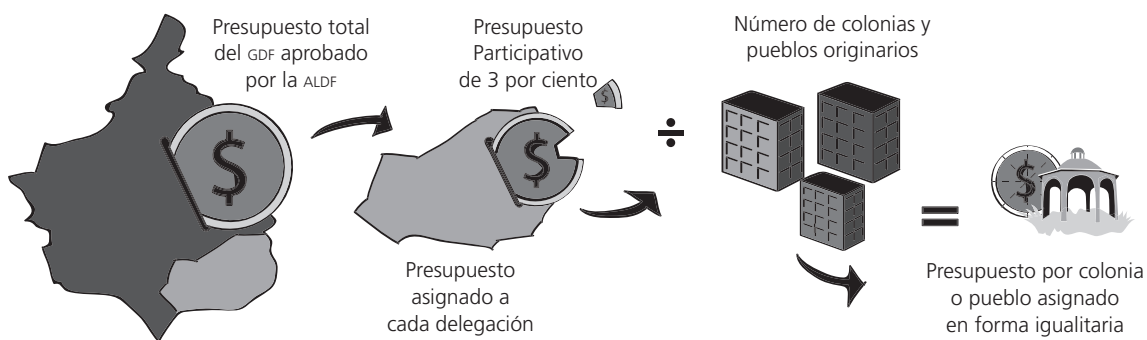 Presupuesto total
del GDF aprobado
por la ALDF
Presupuesto
Participativo
de 3 por ciento
$
Número de colonias y
pueblos originarios
$
$
÷
$
=
Presupuesto
asignado a
cada delegación
Presupuesto por colonia
o pueblo asignado
en forma igualitaria